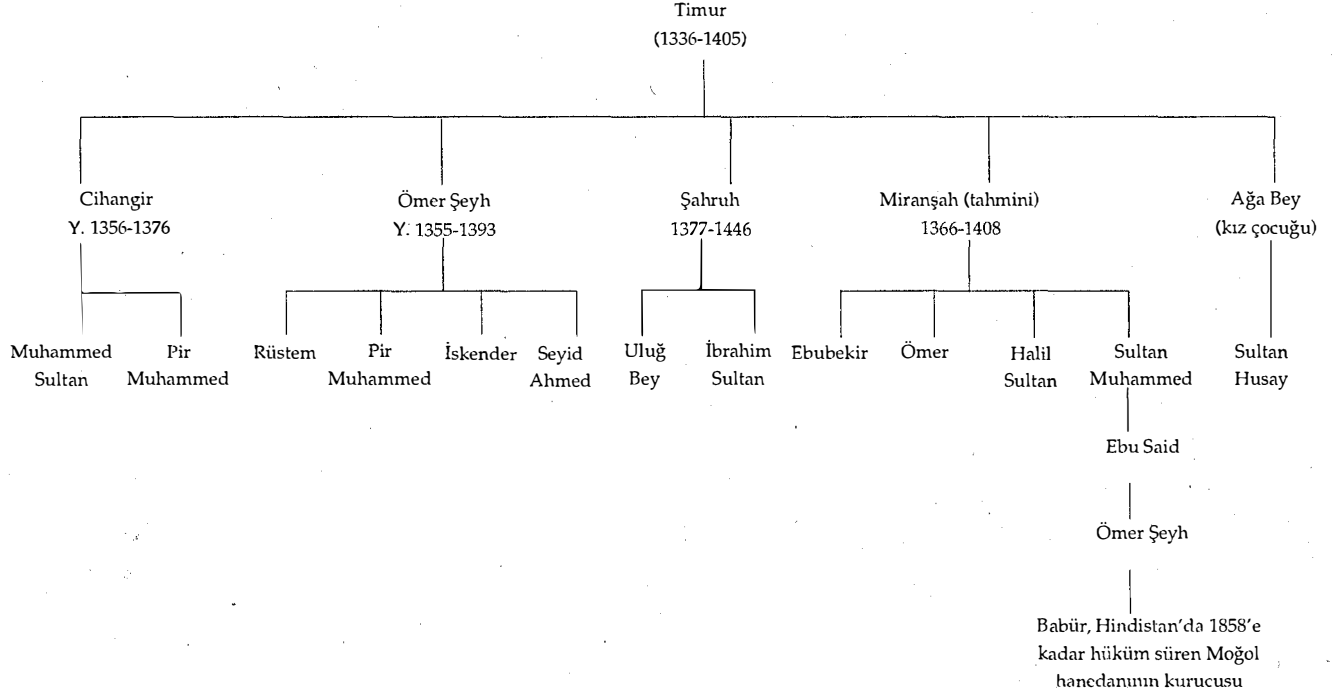 Timur
(1336-1405)
Cihangir
Y. 1356-1376
Ömer Şeyh
Y. 1355-1393
Şahruh
1377-1446
Miranşah (tahmini)
1366-1408
Ağa Bey
(kız çocuğu)
Muhammed
Sultan
Pir
Muhammed
Rüstem
Pir
Muhammed
İskender
Seyid
Ahmed
Uluğ
Bey
İbrahim
Sultan
Ebubekir
Ömer
Halil
Sultan
Sultan
Muhammed
Sultan
Husay
Ebu Said
Ömer Şeyh
Babür, Hindistan'da 1858'e
kadar hüküm süren Moğol
hanedanının kurucusu